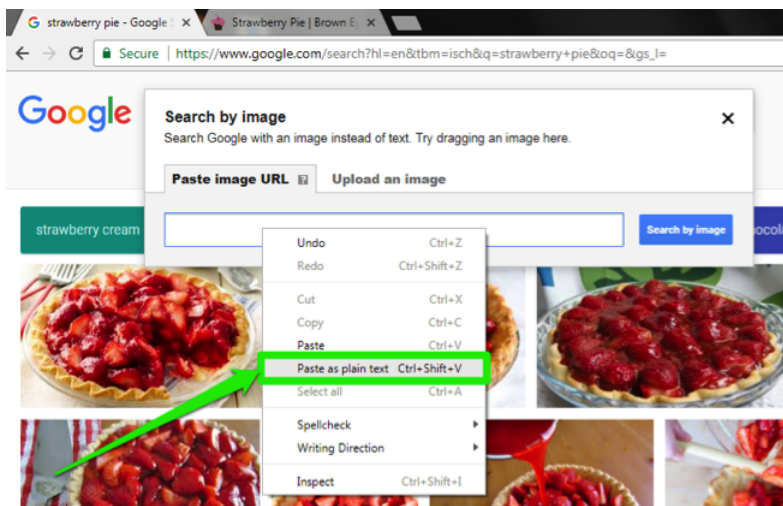 strawberry pie - Google S
Strawberry Pie | Brown E
Secure | https://www.google.com/search?hl=en&tbm=isch&q=strawberry+pie&oq=&gs_l=
Google
Search by image
Search Google with an image instead of text. Try dragging an image here.
Paste image URL
Upload an image
strawberry cream
Search by image
ocola
Undo Ctrl+Z
Redo Ctrl+Shift+Z
Cut Ctrl+X
Copy Ctrl+C
Paste Ctrl+V
Paste as plain text Ctrl+Shift+V
Select all Ctrl+A
Spellcheck
Writing Direction
Inspect Ctrl+Shift+I